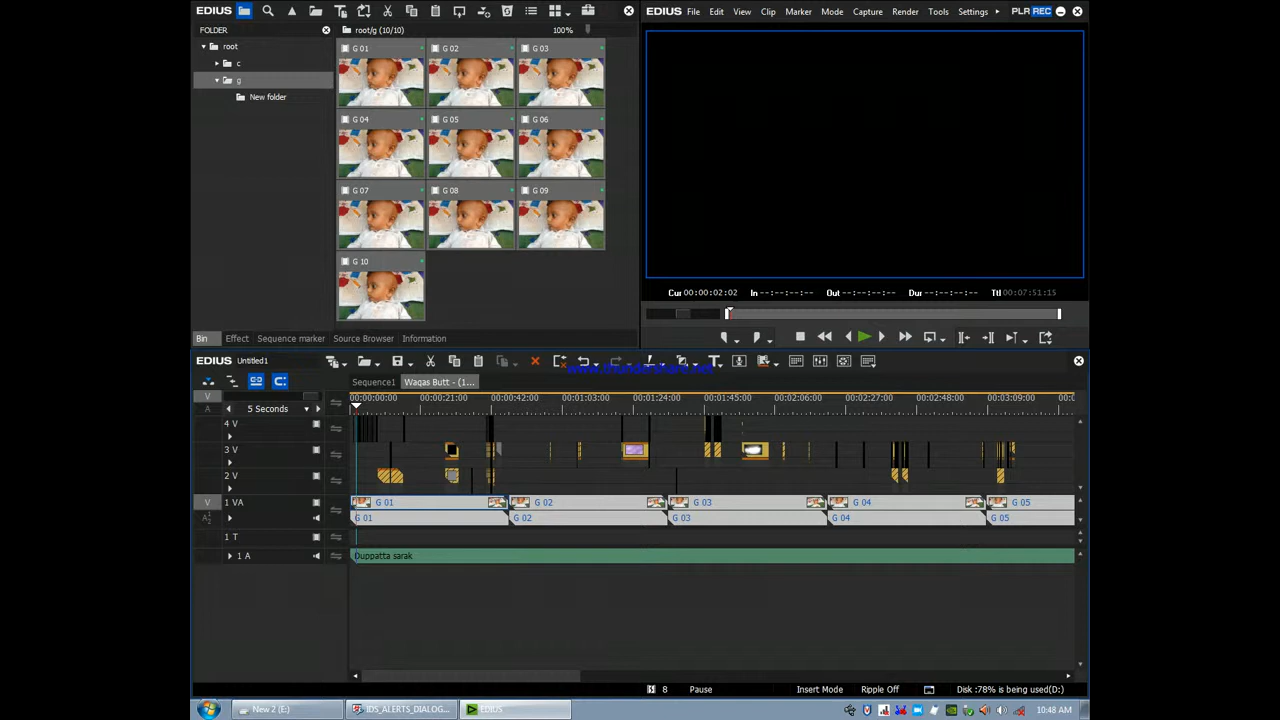 EDIUS
EDIUS File Edit View Clip Marker Mode Capture Render Tools Settings PLR REC
FOLDER
root/g (10/10) 100%
root
c
g
New folder
G 01 G 02 G 03
G 04 G 05 G 06
G 07 G 08 G 09
G 10
Cur 00:00:02:02 In --:--:--:-- Out --:--:--:-- Dur --:--:--:-- Ttl 00:07:51:15
Bin Effect Sequence marker Source Browser Information
EDIUS Untitled1
www.thundershare.net
Sequence1 Waqas Butt - (1...
V
A
5 Seconds
00:00:00:00 00:00:21:00 00:00:42:00 00:01:03:00 00:01:24:00 00:01:45:00 00:02:06:00 00:02:27:00 00:02:48:00 00:03:09:00 00:0
4 V
3 V
2 V
V 1 VA G 01 G 02 G 03 G 04 G 05
G 01 G 02 G 03 G 04 G 05
1 T
1 A Duppatta sarak
8 Pause Insert Mode Ripple Off Disk :78% is being used(D:)
New 2 (E:) IDS_ALERTS_DIALOG... EDIUS 10:48 AM